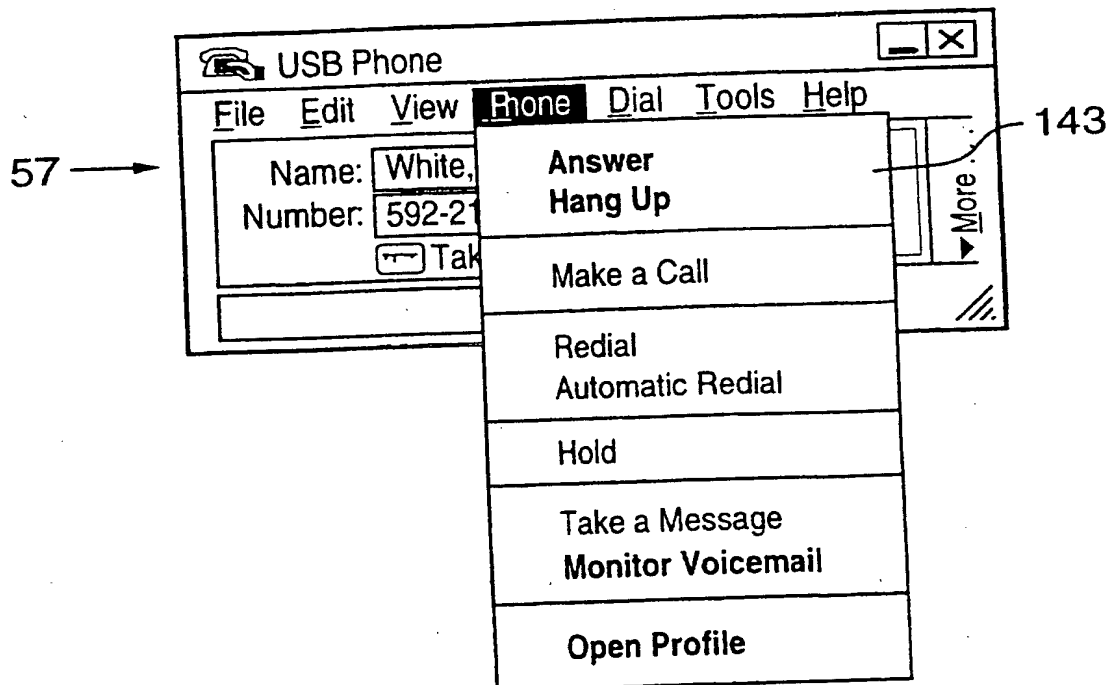 USB Phone
File Edit View Phone Dial Tools Help
143
57
Name: White,
Number: 592-21
Tak
More...
Answer
Hang Up
Make a Call
Redial
Automatic Redial
Hold
Take a Message
Monitor Voicemail
Open Profile